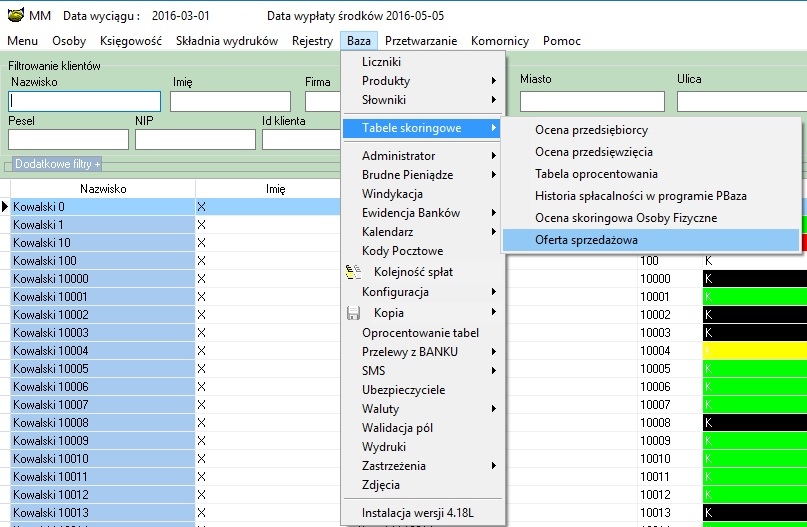 MM Data wyciągu : 2016-03-01 Data wypłaty środków 2016-05-05
Menu Osoby Księgowość Składnia wydruków Rejestry Baza Przetwarzanie Komornicy Pomoc
Filtrowanie klientów
Nazwisko Imię Firma Miasto Ulica
Pesel NIP Id klienta
Dodatkowe filtry +
Nazwisko Imię
Kowalski 0 X
Kowalski 1 X
Kowalski 10 X
Kowalski 100 X 100 K
Kowalski 10000 X 10000 K
Kowalski 10001 X 10001 K
Kowalski 10002 X 10002 K
Kowalski 10003 X 10003 K
Kowalski 10004 X 10004 K
Kowalski 10005 X 10005 K
Kowalski 10006 X 10006 K
Kowalski 10007 X 10007 K
Kowalski 10008 X 10008 K
Kowalski 10009 X 10009 K
Kowalski 10010 X 10010 K
Kowalski 10011 X 10011 K
Kowalski 10012 X 10012 K
Kowalski 10013 X 10013 K
Liczniki
Produkty
Słowniki
Tabele skoringowe
Administrator
Brudne Pieniądze
Windykacja
Ewidencja Banków
Kalendarz
Kody Pocztowe
Kolejność spłat
Konfiguracja
Kopia
Oprocentowanie tabel
Przelewy z BANKU
SMS
Ubezpieczyciele
Waluty
Walidacja pól
Wydruki
Zastrzeżenia
Zdjęcia
Instalacja wersji 4.18L
Ocena przedsiębiorcy
Ocena przedsięwzięcia
Tabela oprocentowania
Historia spłacalności w programie PBaza
Ocena skoringowa Osoby Fizyczne
Oferta sprzedażowa